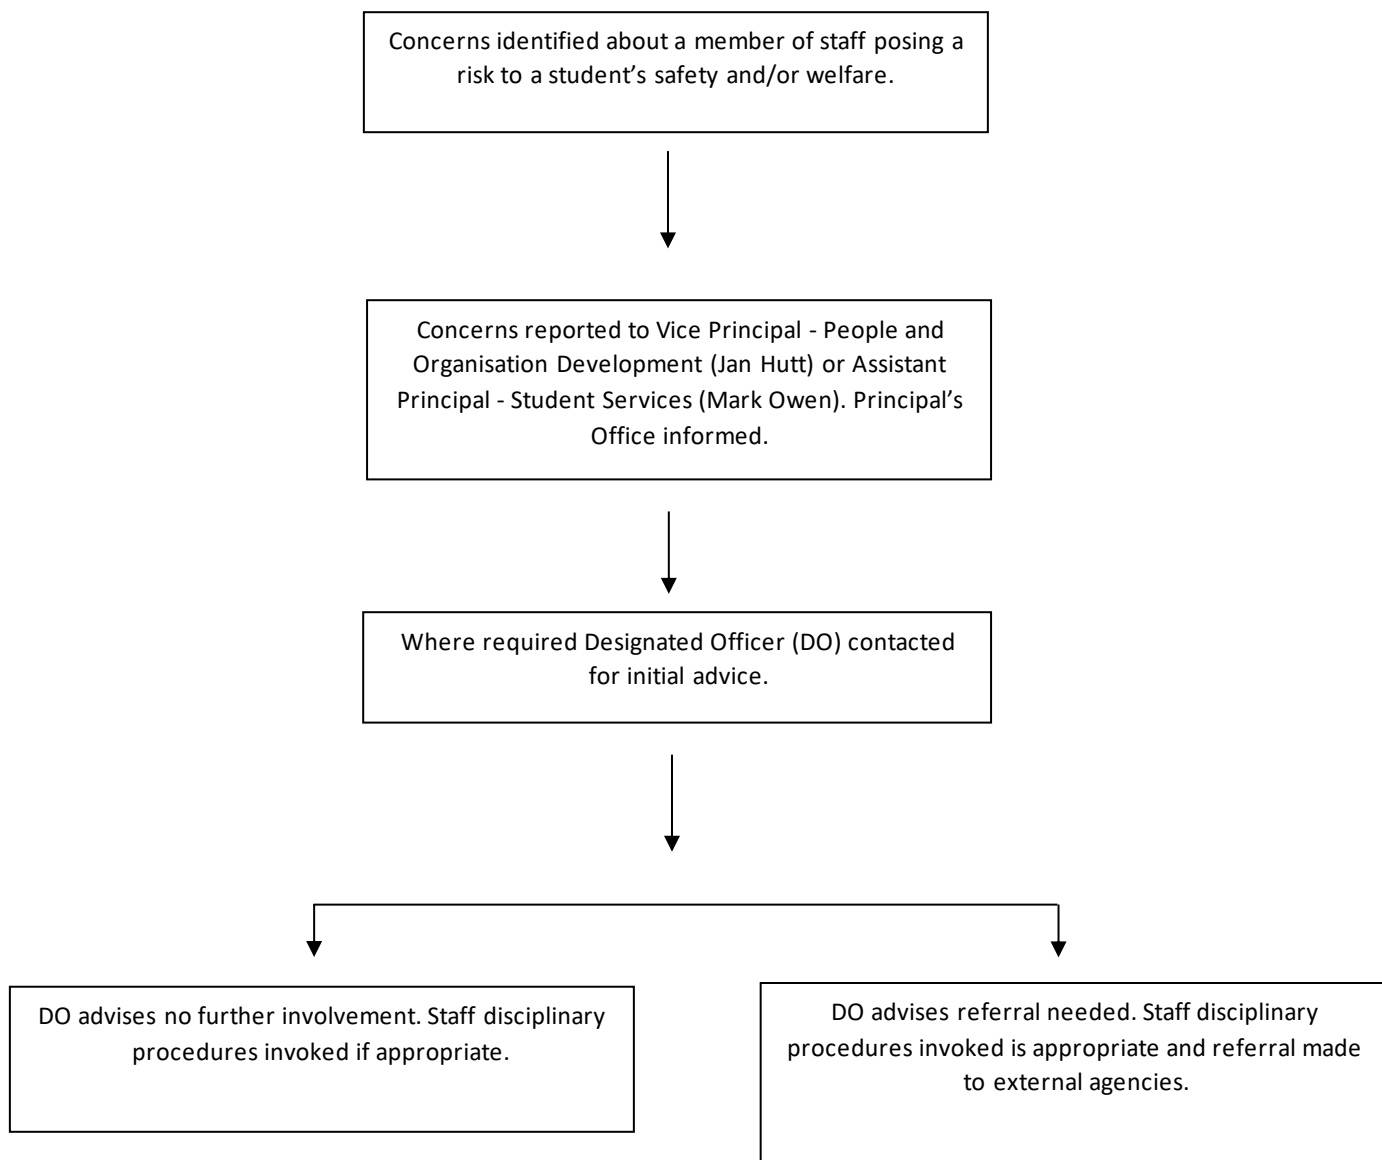 Concerns identified about a member of staff posing a
risk to a student’s safety and/or welfare.
Concerns reported to Vice Principal - People and
Organisation Development (Jan Hutt) or Assistant
Principal - Student Services (Mark Owen). Principal’s
Office informed.
Where required Designated Officer (DO) contacted
for initial advice.
DO advises no further involvement. Staff disciplinary
procedures invoked if appropriate.
DO advises referral needed. Staff disciplinary
procedures invoked is appropriate and referral made
to external agencies.